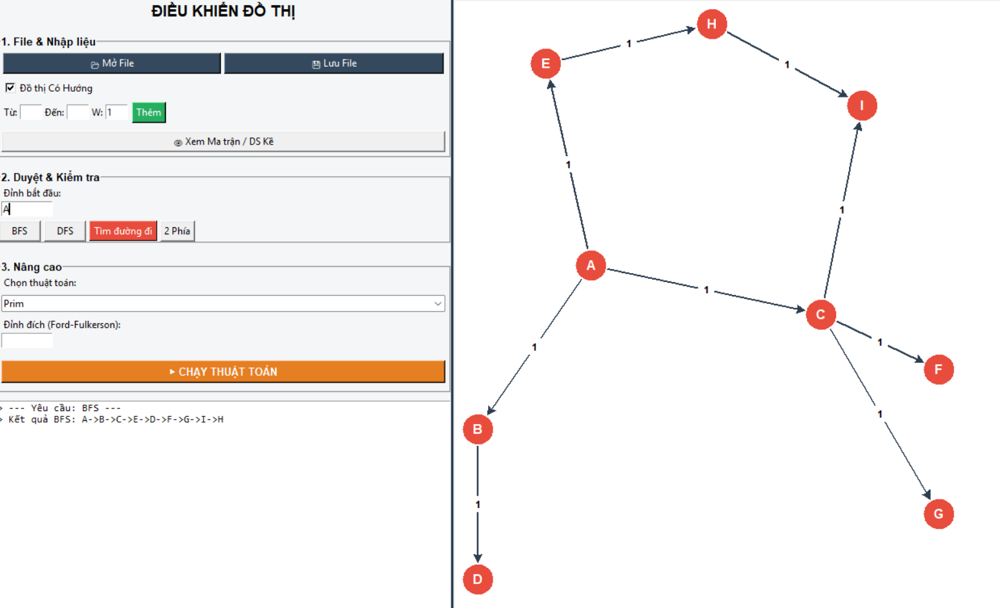 ĐIỀU KHIỂN ĐỒ THỊ
1. File & Nhập liệu
Mở File
Lưu File
Đồ thị Có Hướng
Từ: Đến: W: 1 Thêm
Xem Ma trận / DS Kề
2. Duyệt & Kiểm tra
Đỉnh bắt đầu:
A
BFS DFS Tìm đường đi 2 Phía
3. Nâng cao
Chọn thuật toán:
Prim
Đỉnh đích (Ford-Fulkerson):
CHẠY THUẬT TOÁN
> --- Yêu cầu: BFS ---
> Kết quả BFS: A->B->C->E->D->F->G->I->H
H
1
E
1
I
1
1
A
1
C
1
1
F
1
B
1
G
D